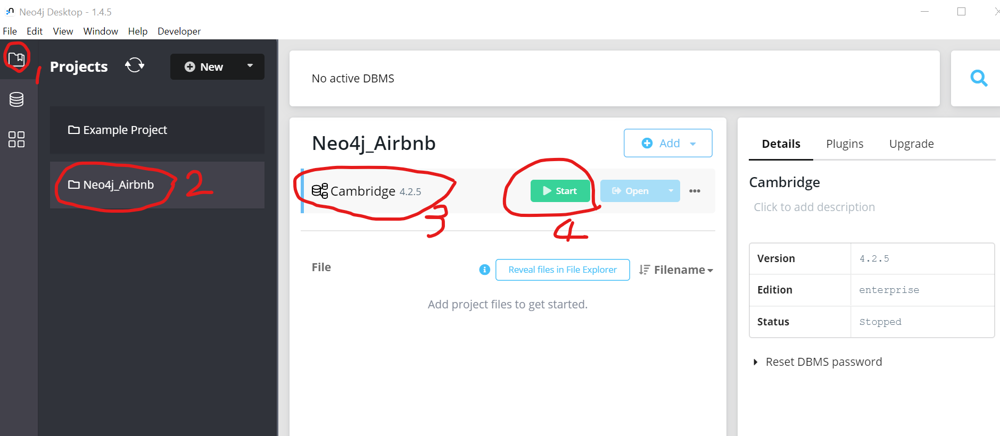 Neo4j Desktop - 1.4.5
File Edit View Window Help Developer
1
Projects
New
Example Project
Neo4j_Airbnb
2
No active DBMS
Neo4j_Airbnb
Add
Cambridge 4.2.5
Start
Open
3
4
File
Reveal files in File Explorer
Filename
Add project files to get started.
Details Plugins Upgrade
Cambridge
Click to add description
Version 4.2.5
Edition enterprise
Status Stopped
Reset DBMS password